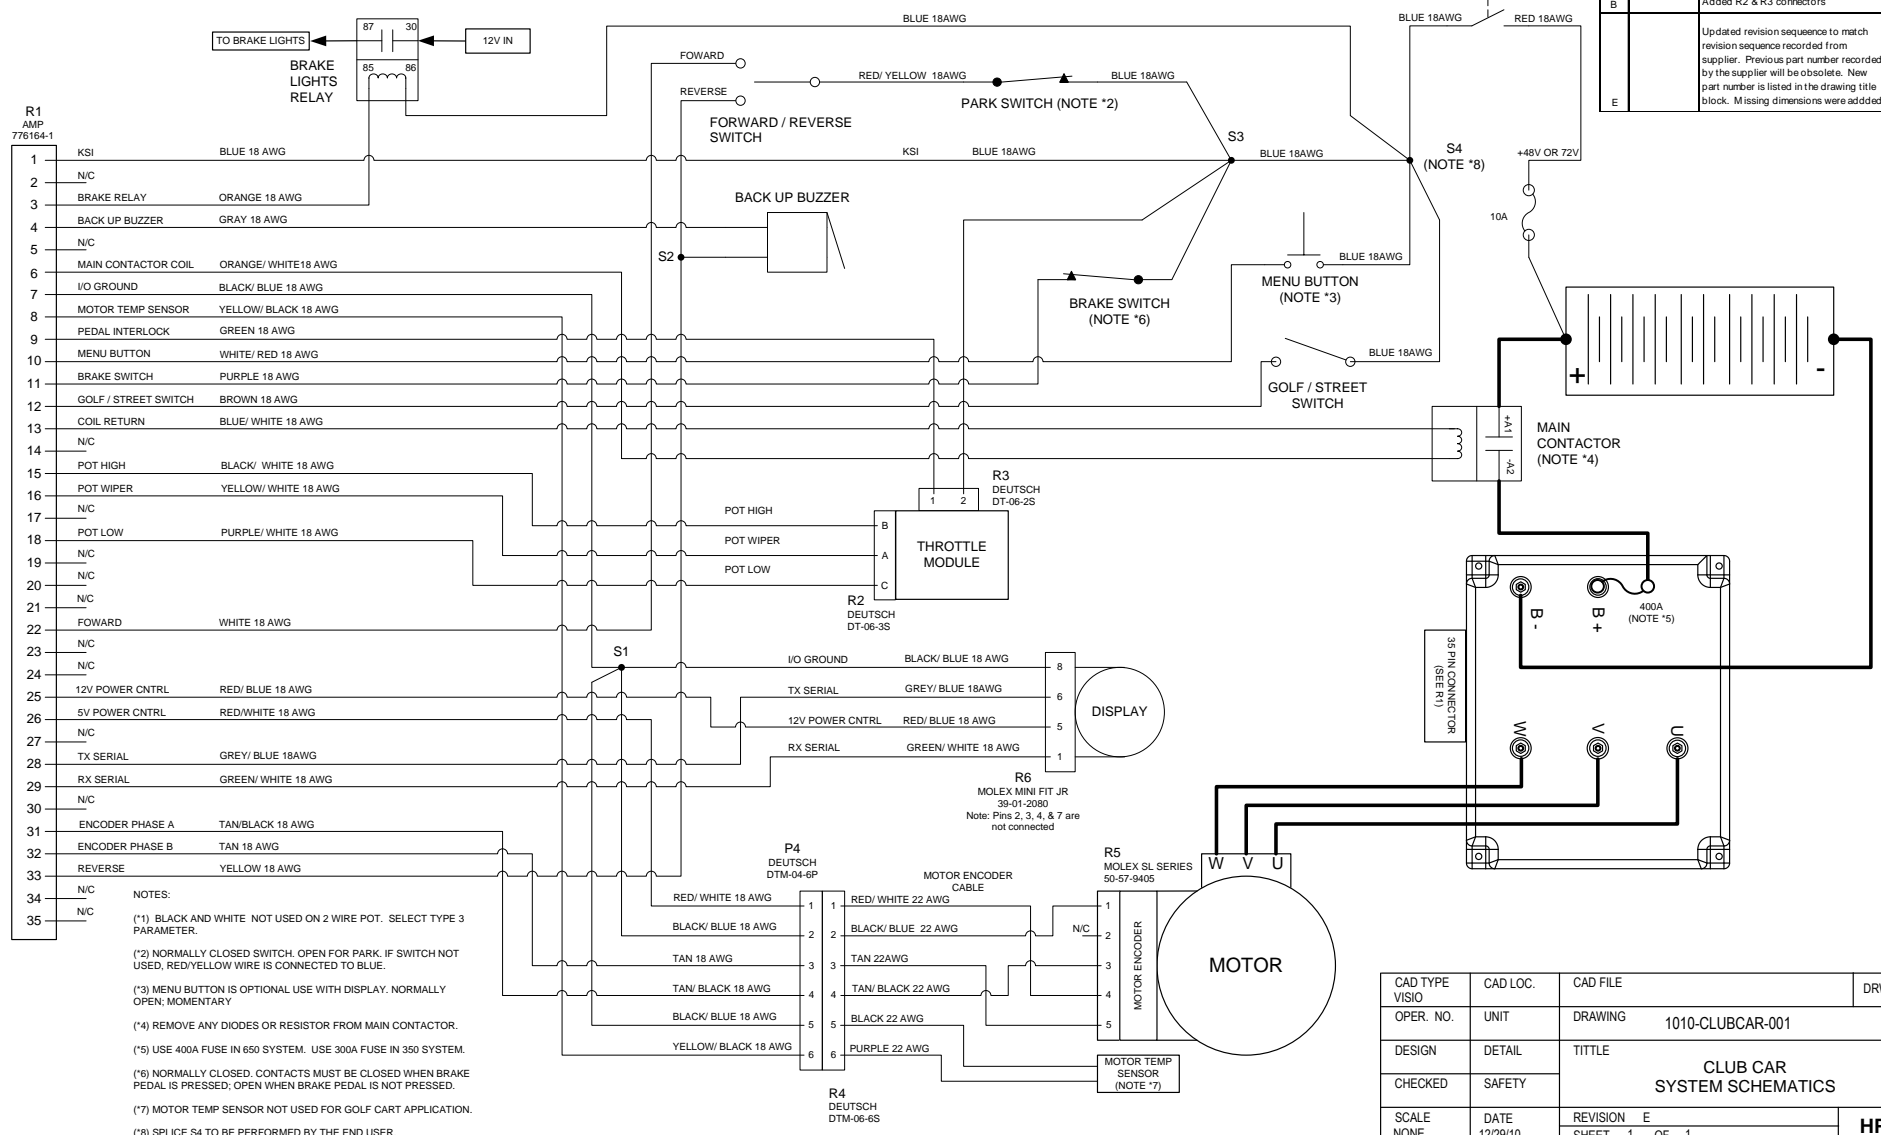 BLUE 18AWG
BLUE 18AWG
RED 18AWG
B
Added R2 & R3 connectors
Updated revision sequeence to match
revision sequence recorded from
supplier. Previous part number recorded
by the supplier will be obsolete. New
part number is listed in the drawing title
block. Missing dimensions were addded
E
87
30
TO BRAKE LIGHTS
12V IN
85
86
BRAKE
LIGHTS
RELAY
FOWARD
REVERSE
RED/ YELLOW 18AWG
BLUE 18AWG
PARK SWITCH (NOTE *2)
FORWARD / REVERSE
SWITCH
R1
AMP
776164-1
1 KSI BLUE 18 AWG
2 N/C
3 BRAKE RELAY ORANGE 18 AWG
4 BACK UP BUZZER GRAY 18 AWG
5 N/C
6 MAIN CONTACTOR COIL ORANGE/ WHITE18 AWG
7 I/O GROUND BLACK/ BLUE 18 AWG
8 MOTOR TEMP SENSOR YELLOW/ BLACK 18 AWG
9 PEDAL INTERLOCK GREEN 18 AWG
10 MENU BUTTON WHITE/ RED 18 AWG
11 BRAKE SWITCH PURPLE 18 AWG
12 GOLF / STREET SWITCH BROWN 18 AWG
13 COIL RETURN BLUE/ WHITE 18 AWG
14 N/C
15 POT HIGH BLACK/ WHITE 18 AWG
16 POT WIPER YELLOW/ WHITE 18 AWG
17 N/C
18 POT LOW PURPLE/ WHITE 18 AWG
19 N/C
20 N/C
21 N/C
22 FOWARD WHITE 18 AWG
23 N/C
24 N/C
25 12V POWER CNTRL RED/ BLUE 18 AWG
26 5V POWER CNTRL RED/WHITE 18 AWG
27 N/C
28 TX SERIAL GREY/ BLUE 18AWG
29 RX SERIAL GREEN/ WHITE 18 AWG
30 N/C
31 ENCODER PHASE A TAN/BLACK 18 AWG
32 ENCODER PHASE B TAN 18 AWG
33 REVERSE YELLOW 18 AWG
34 N/C
35 N/C
KSI BLUE 18AWG
S3
BLUE 18AWG
S4
(NOTE *8)
+48V OR 72V
10A
BACK UP BUZZER
S2
BRAKE SWITCH
(NOTE *6)
BLUE 18AWG
MENU BUTTON
(NOTE *3)
BLUE 18AWG
GOLF / STREET
SWITCH
+
-
+A1
-A2
MAIN
CONTACTOR
(NOTE *4)
R3
DEUTSCH
DT-06-2S
1 2
POT HIGH B
POT WIPER A
POT LOW C
THROTTLE
MODULE
R2
DEUTSCH
DT-06-3S
B -
B +
400A
(NOTE *5)
35 PIN CONNECTOR
(SEE R1)
W
V
U
S1
I/O GROUND BLACK/ BLUE 18 AWG 8
TX SERIAL GREY/ BLUE 18AWG 6
12V POWER CNTRL RED/ BLUE 18 AWG 5
RX SERIAL GREEN/ WHITE 18 AWG 1
DISPLAY
R6
MOLEX MINI FIT JR
39-01-2080
Note: Pins 2, 3, 4, & 7 are
not connected
P4
DEUTSCH
DTM-04-6P
MOTOR ENCODER
CABLE
R5
MOLEX SL SERIES
50-57-9405
W V U
RED/ WHITE 18 AWG 1 1 RED/ WHITE 22 AWG 1
BLACK/ BLUE 18 AWG 2 2 BLACK/ BLUE 22 AWG N/C 2
TAN 18 AWG 3 3 TAN 22AWG 3
TAN/ BLACK 18 AWG 4 4 TAN/ BLACK 22 AWG 4
BLACK/ BLUE 18 AWG 5 5 BLACK 22 AWG 5
YELLOW/ BLACK 18 AWG 6 6 PURPLE 22 AWG
MOTOR ENCODER
MOTOR
MOTOR TEMP
SENSOR
(NOTE *7)
R4
DEUTSCH
DTM-06-6S
NOTES:
(*1) BLACK AND WHITE NOT USED ON 2 WIRE POT. SELECT TYPE 3
PARAMETER.
(*2) NORMALLY CLOSED SWITCH. OPEN FOR PARK. IF SWITCH NOT
USED, RED/YELLOW WIRE IS CONNECTED TO BLUE.
(*3) MENU BUTTON IS OPTIONAL USE WITH DISPLAY. NORMALLY
OPEN; MOMENTARY
(*4) REMOVE ANY DIODES OR RESISTOR FROM MAIN CONTACTOR.
(*5) USE 400A FUSE IN 650 SYSTEM. USE 300A FUSE IN 350 SYSTEM.
(*6) NORMALLY CLOSED. CONTACTS MUST BE CLOSED WHEN BRAKE
PEDAL IS PRESSED; OPEN WHEN BRAKE PEDAL IS NOT PRESSED.
(*7) MOTOR TEMP SENSOR NOT USED FOR GOLF CART APPLICATION.
(*8) SPLICE S4 TO BE PERFORMED BY THE END USER
CAD TYPE
VISIO
CAD LOC.
CAD FILE
OPER. NO.
UNIT
DRAWING 1010-CLUBCAR-001
DESIGN
DETAIL
TITTLE
CLUB CAR
SYSTEM SCHEMATICS
CHECKED
SAFETY
SCALE
NONE
DATE
12/29/10
REVISION E
SHEET 1 OF 1